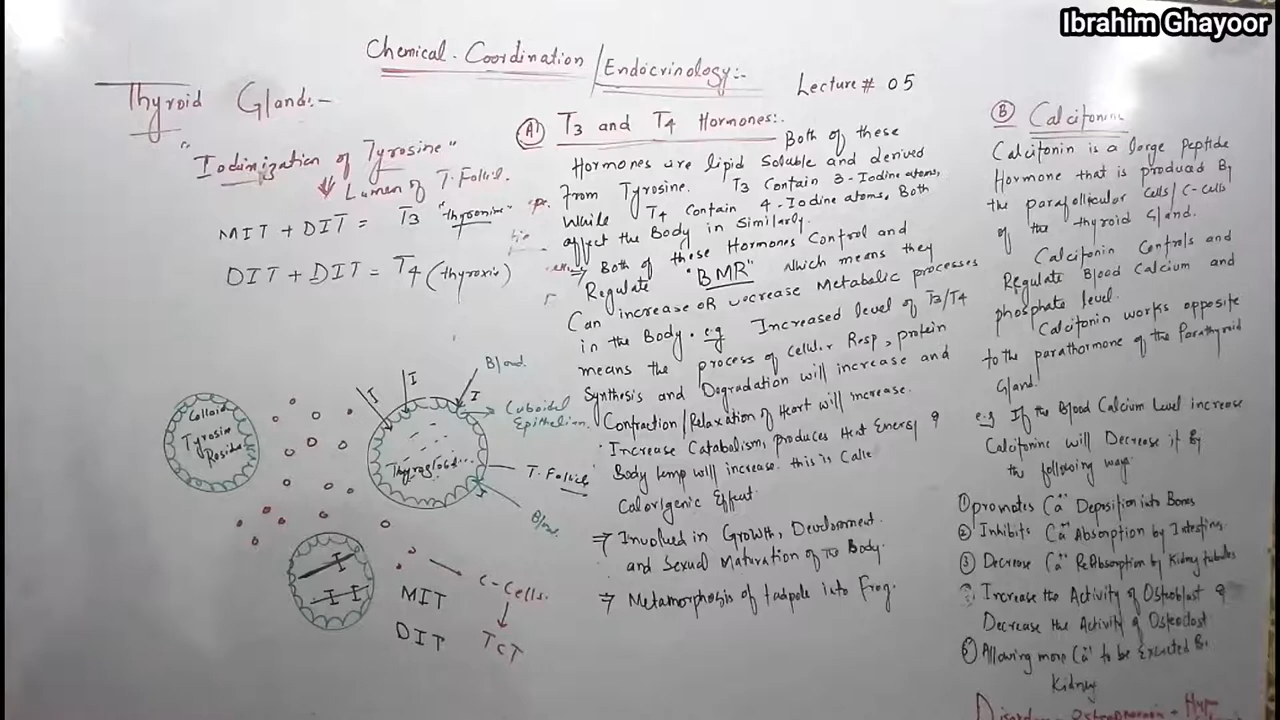 Ibrahim Ghayoor
Chemical Coordination / Endocrinology:-
Lecture # 05
Thyroid Gland:-
"Iodinization of Tyrosine"
Lumen of T. Follicl.
MIT + DIT = T3 "thyronine"
DIT + DIT = T4 (thyroxin)
Colloid
Tyrosin
Residue
I
I
I
Blood
Cuboidal
Epithelium
Thyroglobu...
T. Follicle
I
Blood
I
I I
MIT
DIT
C-Cells.
TCT
A T3 and T4 Hormones:-
Both of these
Hormones are lipid Soluble and derived
From Tyrosine. T3 Contain 3-Iodine atoms,
While T4 Contain 4-Iodine atoms, Both
affect the Body in Similarly.
⇒ Both of these Hormones Control and
Regulate "BMR" Which means they
Can increase OR decrease Metabolic processes
in the Body. e.g Increased level of T3/T4
means the process of Cellular Resp, protein
Synthesis and Degradation will increase and
Contraction/Relaxation of Heart will increase.
Increase Catabolism, produces Heat Energy &
Body temp will increase. this is Calle
Calorigenic Effect.
⇒ Involved in Growth, Development.
and Sexual Maturation of The Body.
⇒ Metamorphosis of tadpole into Frog.
B Calcitonine
Calcitonin is a large Peptide
Hormone that is produced By
the parafollicular Cells/C-cells
of the thyroid Gland.
Calcitonin Controls and
Regulate Blood Calcium and
phosphate level.
Calcitonin works opposite
to the parathormone of the Parathyroid
Gland.
e.g If the Blood Calcium Level increase
Calcitonine will Decrease it By
the following ways.
① promotes Ca++ Deposition into Bones
② Inhibits Ca++ Absorption by Intestine.
③ Decrease Ca++ ReAbsorption by Kidney tubules
Increase the Activity of Osteoblast &
Decrease the Activity of Osteoclast
⑤ Allowing more Ca++ to be Excreted By
Kidney